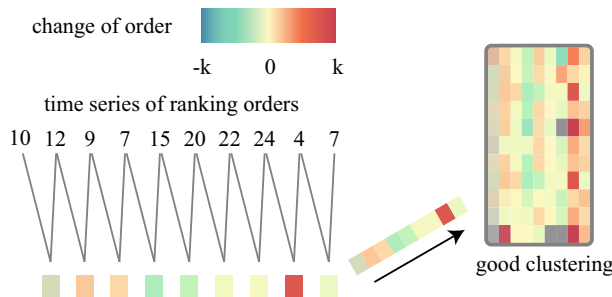 change of order
-k 0 k
time series of ranking orders
10 12 9 7 15 20 22 24 4 7
good clustering